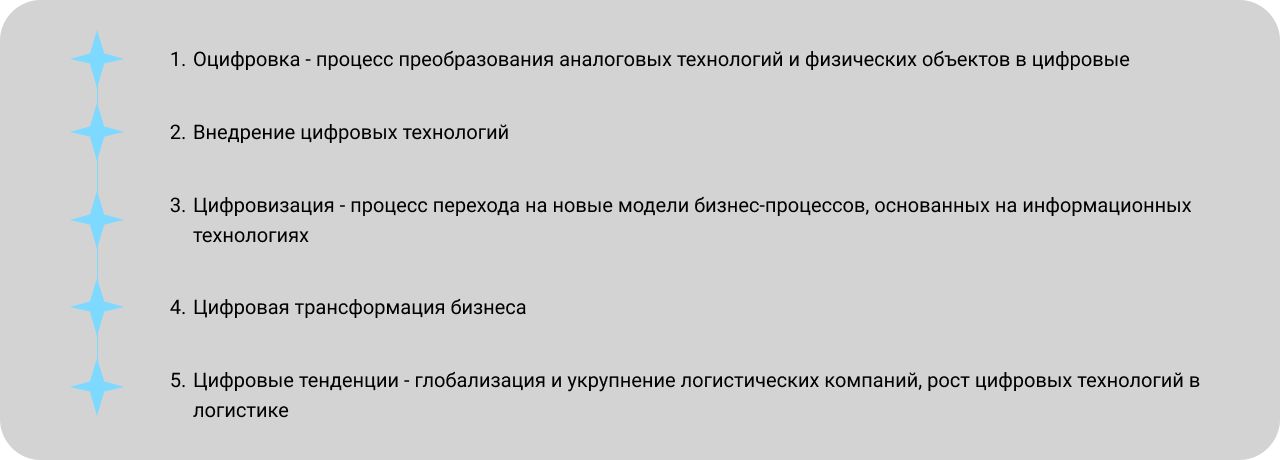 1. Оцифровка - процесс преобразования аналоговых технологий и физических объектов в цифровые
2. Внедрение цифровых технологий
3. Цифровизация - процесс перехода на новые модели бизнес-процессов, основанных на информационных
технологиях
4. Цифровая трансформация бизнеса
5. Цифровые тенденции - глобализация и укрупнение логистических компаний, рост цифровых технологий в
логистике